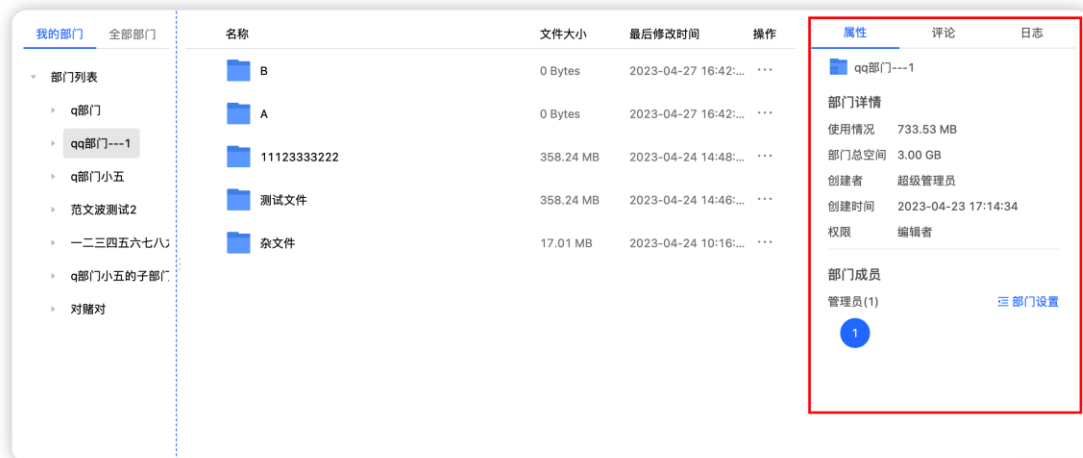 我的部门 全部部门
部门列表
q部门
qq部门---1
q部门小五
范文波测试2
一二三四五六七八
q部门小五的子部门
对赌对
名称 文件大小 最后修改时间 操作
B 0 Bytes 2023-04-27 16:42:... ···
A 0 Bytes 2023-04-27 16:42:... ···
11123333222 358.24 MB 2023-04-24 14:48:... ···
测试文件 358.24 MB 2023-04-24 14:46:... ···
杂文件 17.01 MB 2023-04-24 10:16:... ···
属性 评论 日志
qq部门---1
部门详情
使用情况 733.53 MB
部门总空间 3.00 GB
创建者 超级管理员
创建时间 2023-04-23 17:14:34
权限 编辑者
部门成员
管理员(1) 部门设置
1